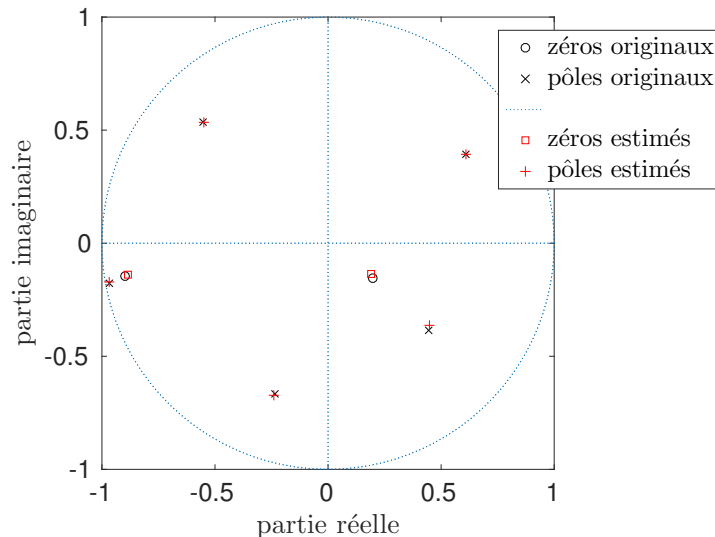 1
zéros originaux
pôles originaux
0.5
zéros estimés
pôles estimés
partie imaginaire
0
-0.5
-1
-1
-0.5
0
0.5
1
partie réelle